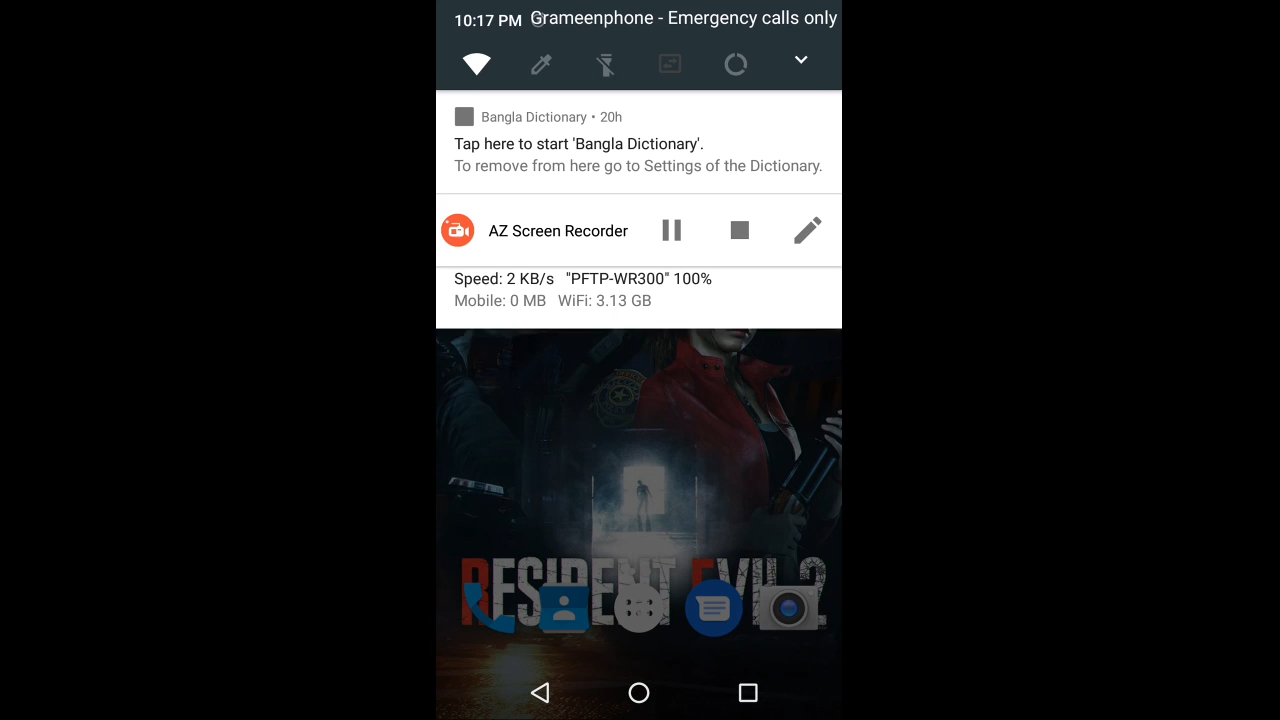 10:17 PM Grameenphone - Emergency calls only
Bangla Dictionary • 20h
Tap here to start 'Bangla Dictionary'.
To remove from here go to Settings of the Dictionary.
AZ Screen Recorder
Speed: 2 KB/s "PFTP-WR300" 100%
Mobile: 0 MB WiFi: 3.13 GB
RESIDENT EVIL 2